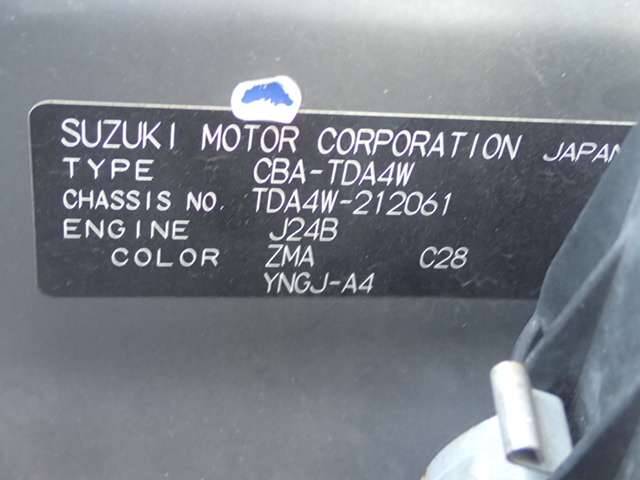 SUZUKI MOTOR CORPORATION JAPAN
TYPE CBA-TDA4W
CHASSIS NO. TDA4W-212061
ENGINE J24B
COLOR ZMA C28
YNGJ-A4